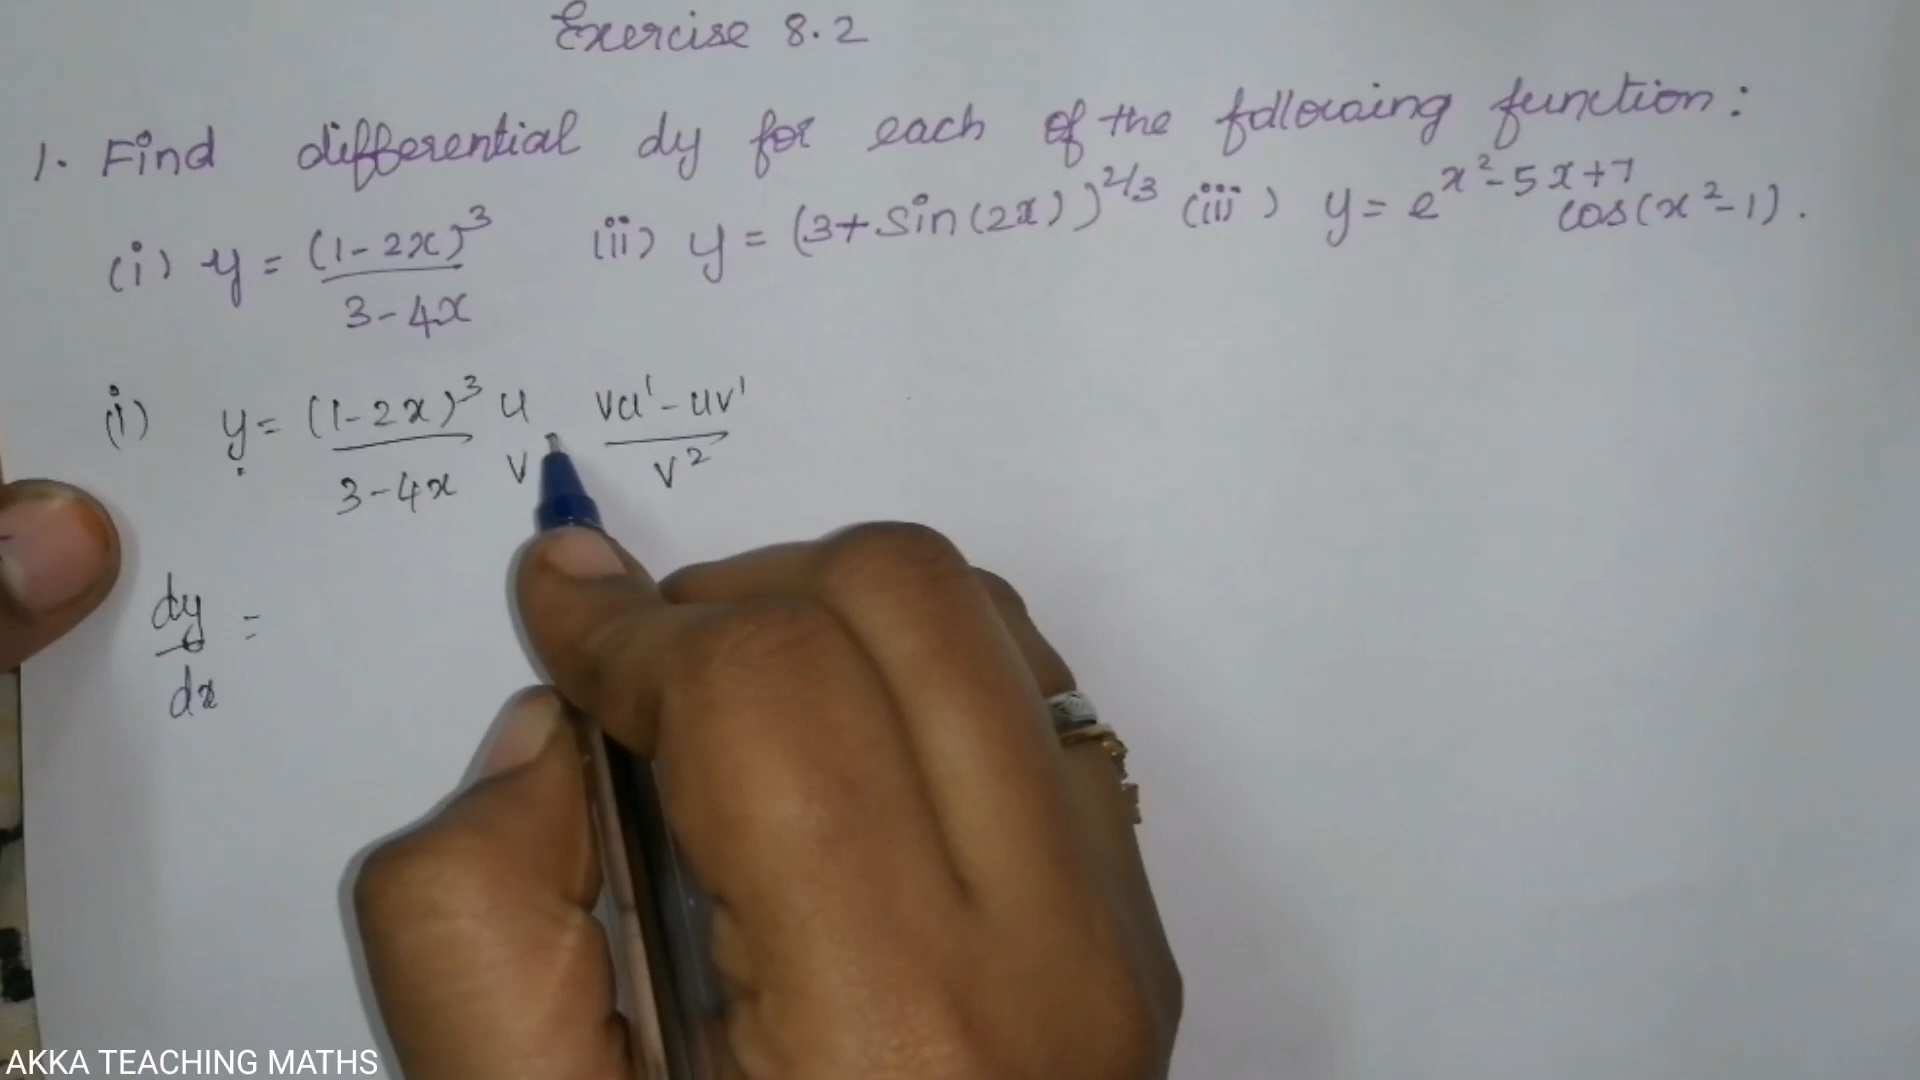 Exercise 8.2
1. Find differential dy for each of the following function:
(i) y = (1-2x)^3 / 3-4x (ii) y = (3+sin(2x))^2/3 (iii) y = e^x^2-5x+7 cos(x^2-1).
(i) y = (1-2x)^3 / 3-4x u / v vu'-uv' / v^2
dy / dx =
AKKA TEACHING MATHS